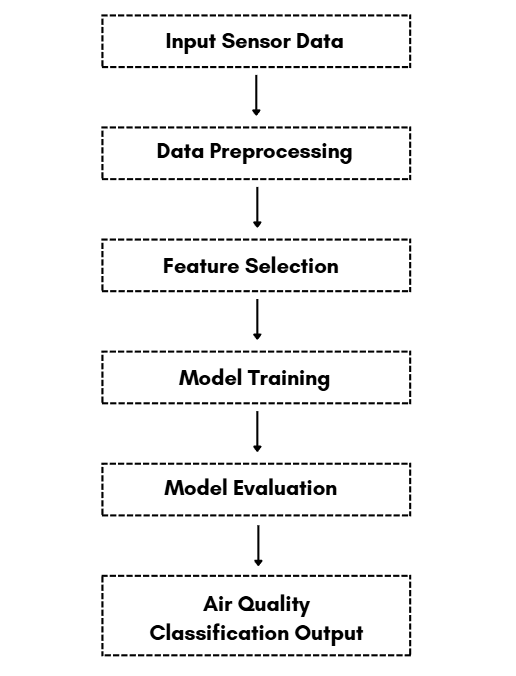 Input Sensor Data
Data Preprocessing
Feature Selection
Model Training
Model Evaluation
Air Quality
Classification Output